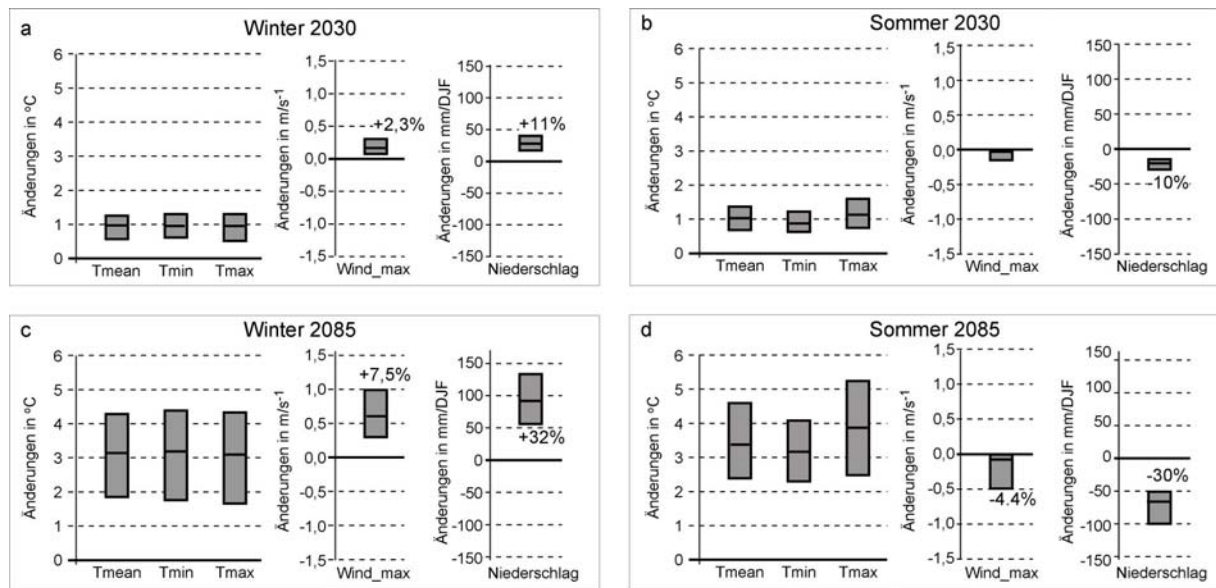 a
Winter 2030
Änderungen in °C
6
5
4
3
2
1
0
Tmean Tmin Tmax
Änderungen in m/s-1
1,5
1,0
0,5
0,0
-0,5
-1,0
-1,5
+2,3%
Wind_max
Änderungen in mm/DJF
150
100
50
0
-50
-100
-150
+11%
Niederschlag
b
Sommer 2030
Änderungen in °C
6
5
4
3
2
1
0
Tmean Tmin Tmax
Änderungen in m/s-1
1,5
1,0
0,5
0,0
-0,5
-1,0
-1,5
Wind_max
Änderungen in mm/DJF
150
100
50
0
-50
-100
-150
-10%
Niederschlag
c
Winter 2085
Änderungen in °C
6
5
4
3
2
1
0
Tmean Tmin Tmax
Änderungen in m/s-1
1,5
1,0
0,5
0,0
-0,5
-1,0
-1,5
+7,5%
Wind_max
Änderungen in mm/DJF
150
100
50
0
-50
-100
-150
+32%
Niederschlag
d
Sommer 2085
Änderungen in °C
6
5
4
3
2
1
0
Tmean Tmin Tmax
Änderungen in m/s-1
1,5
1,0
0,5
0,0
-0,5
-1,0
-1,5
-4.4%
Wind_max
Änderungen in mm/DJF
150
100
50
0
-50
-100
-150
-30%
Niederschlag